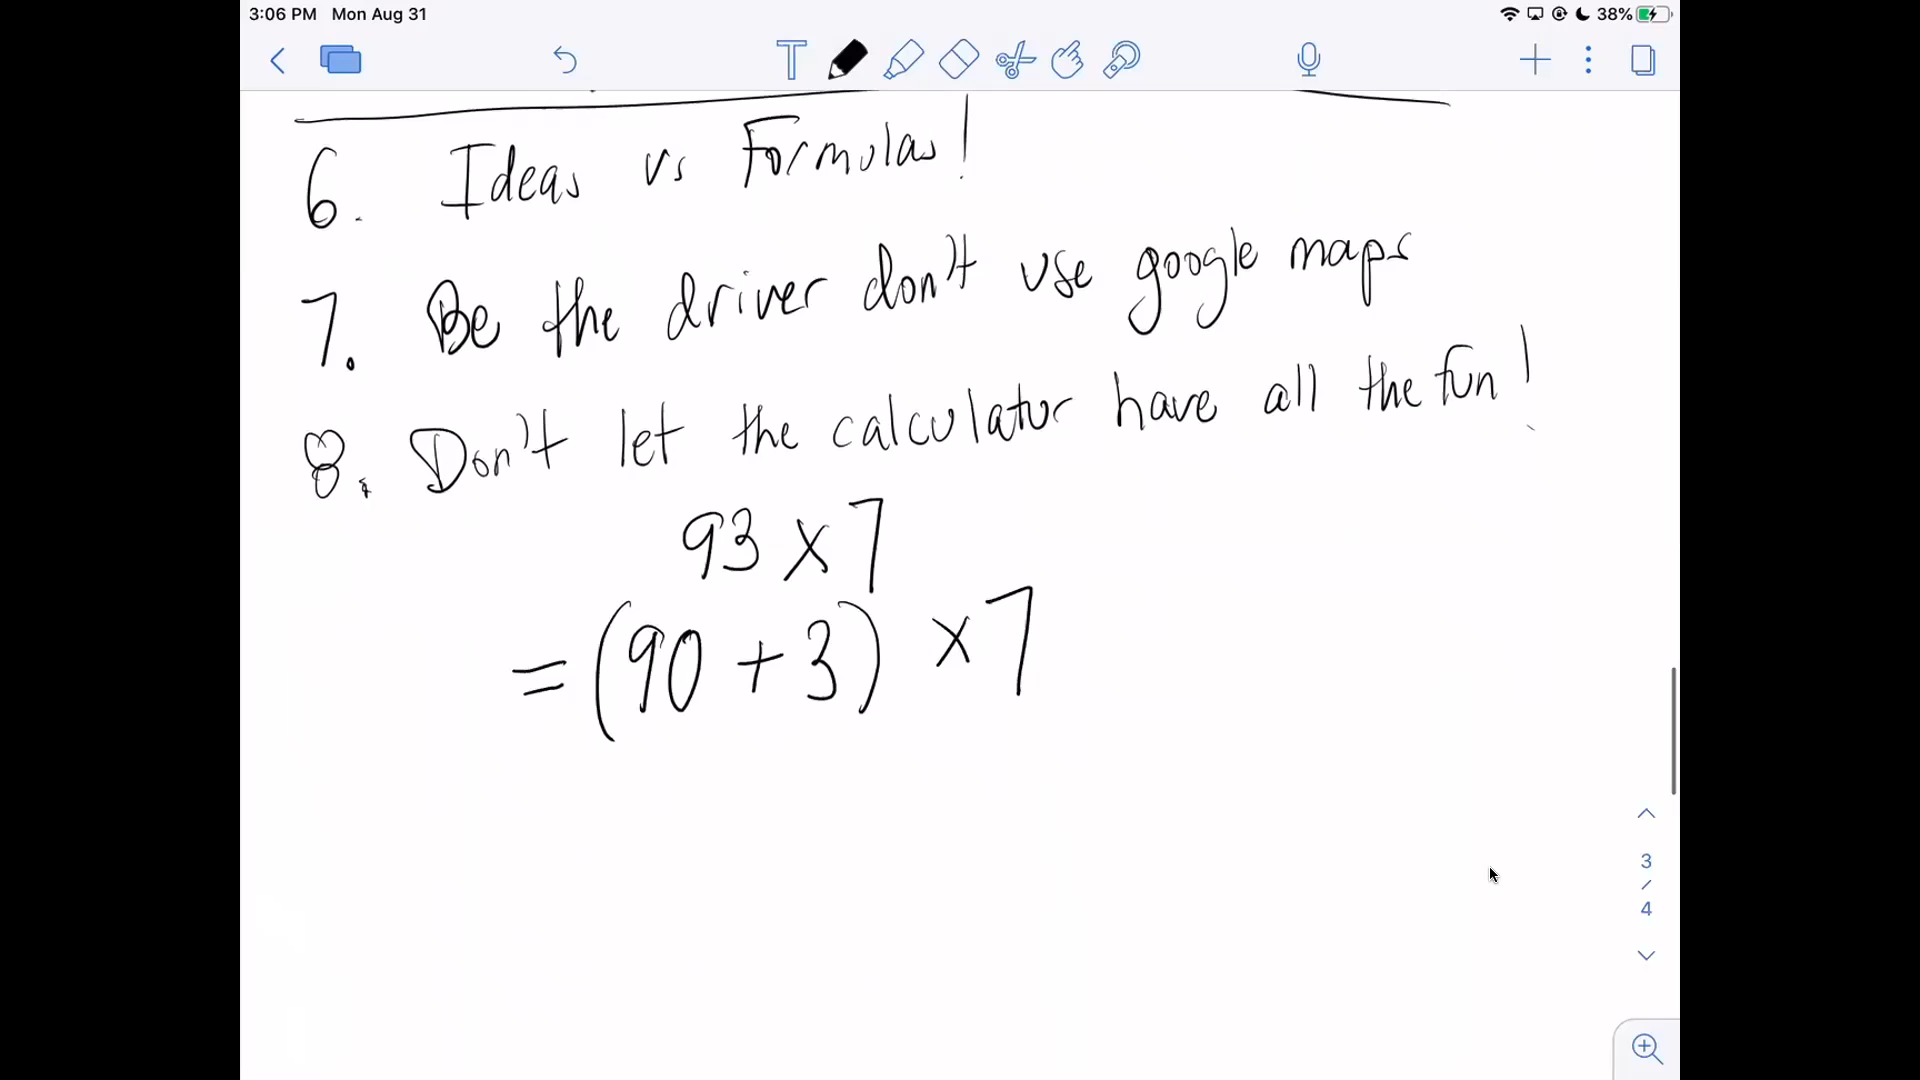 3:06 PM Mon Aug 31 38%
T
6. Ideas vs Formulas!
7. Be the driver don't use google maps
8. Don't let the calculator have all the fun!
93 × 7
= (90 + 3) × 7
3
/
4